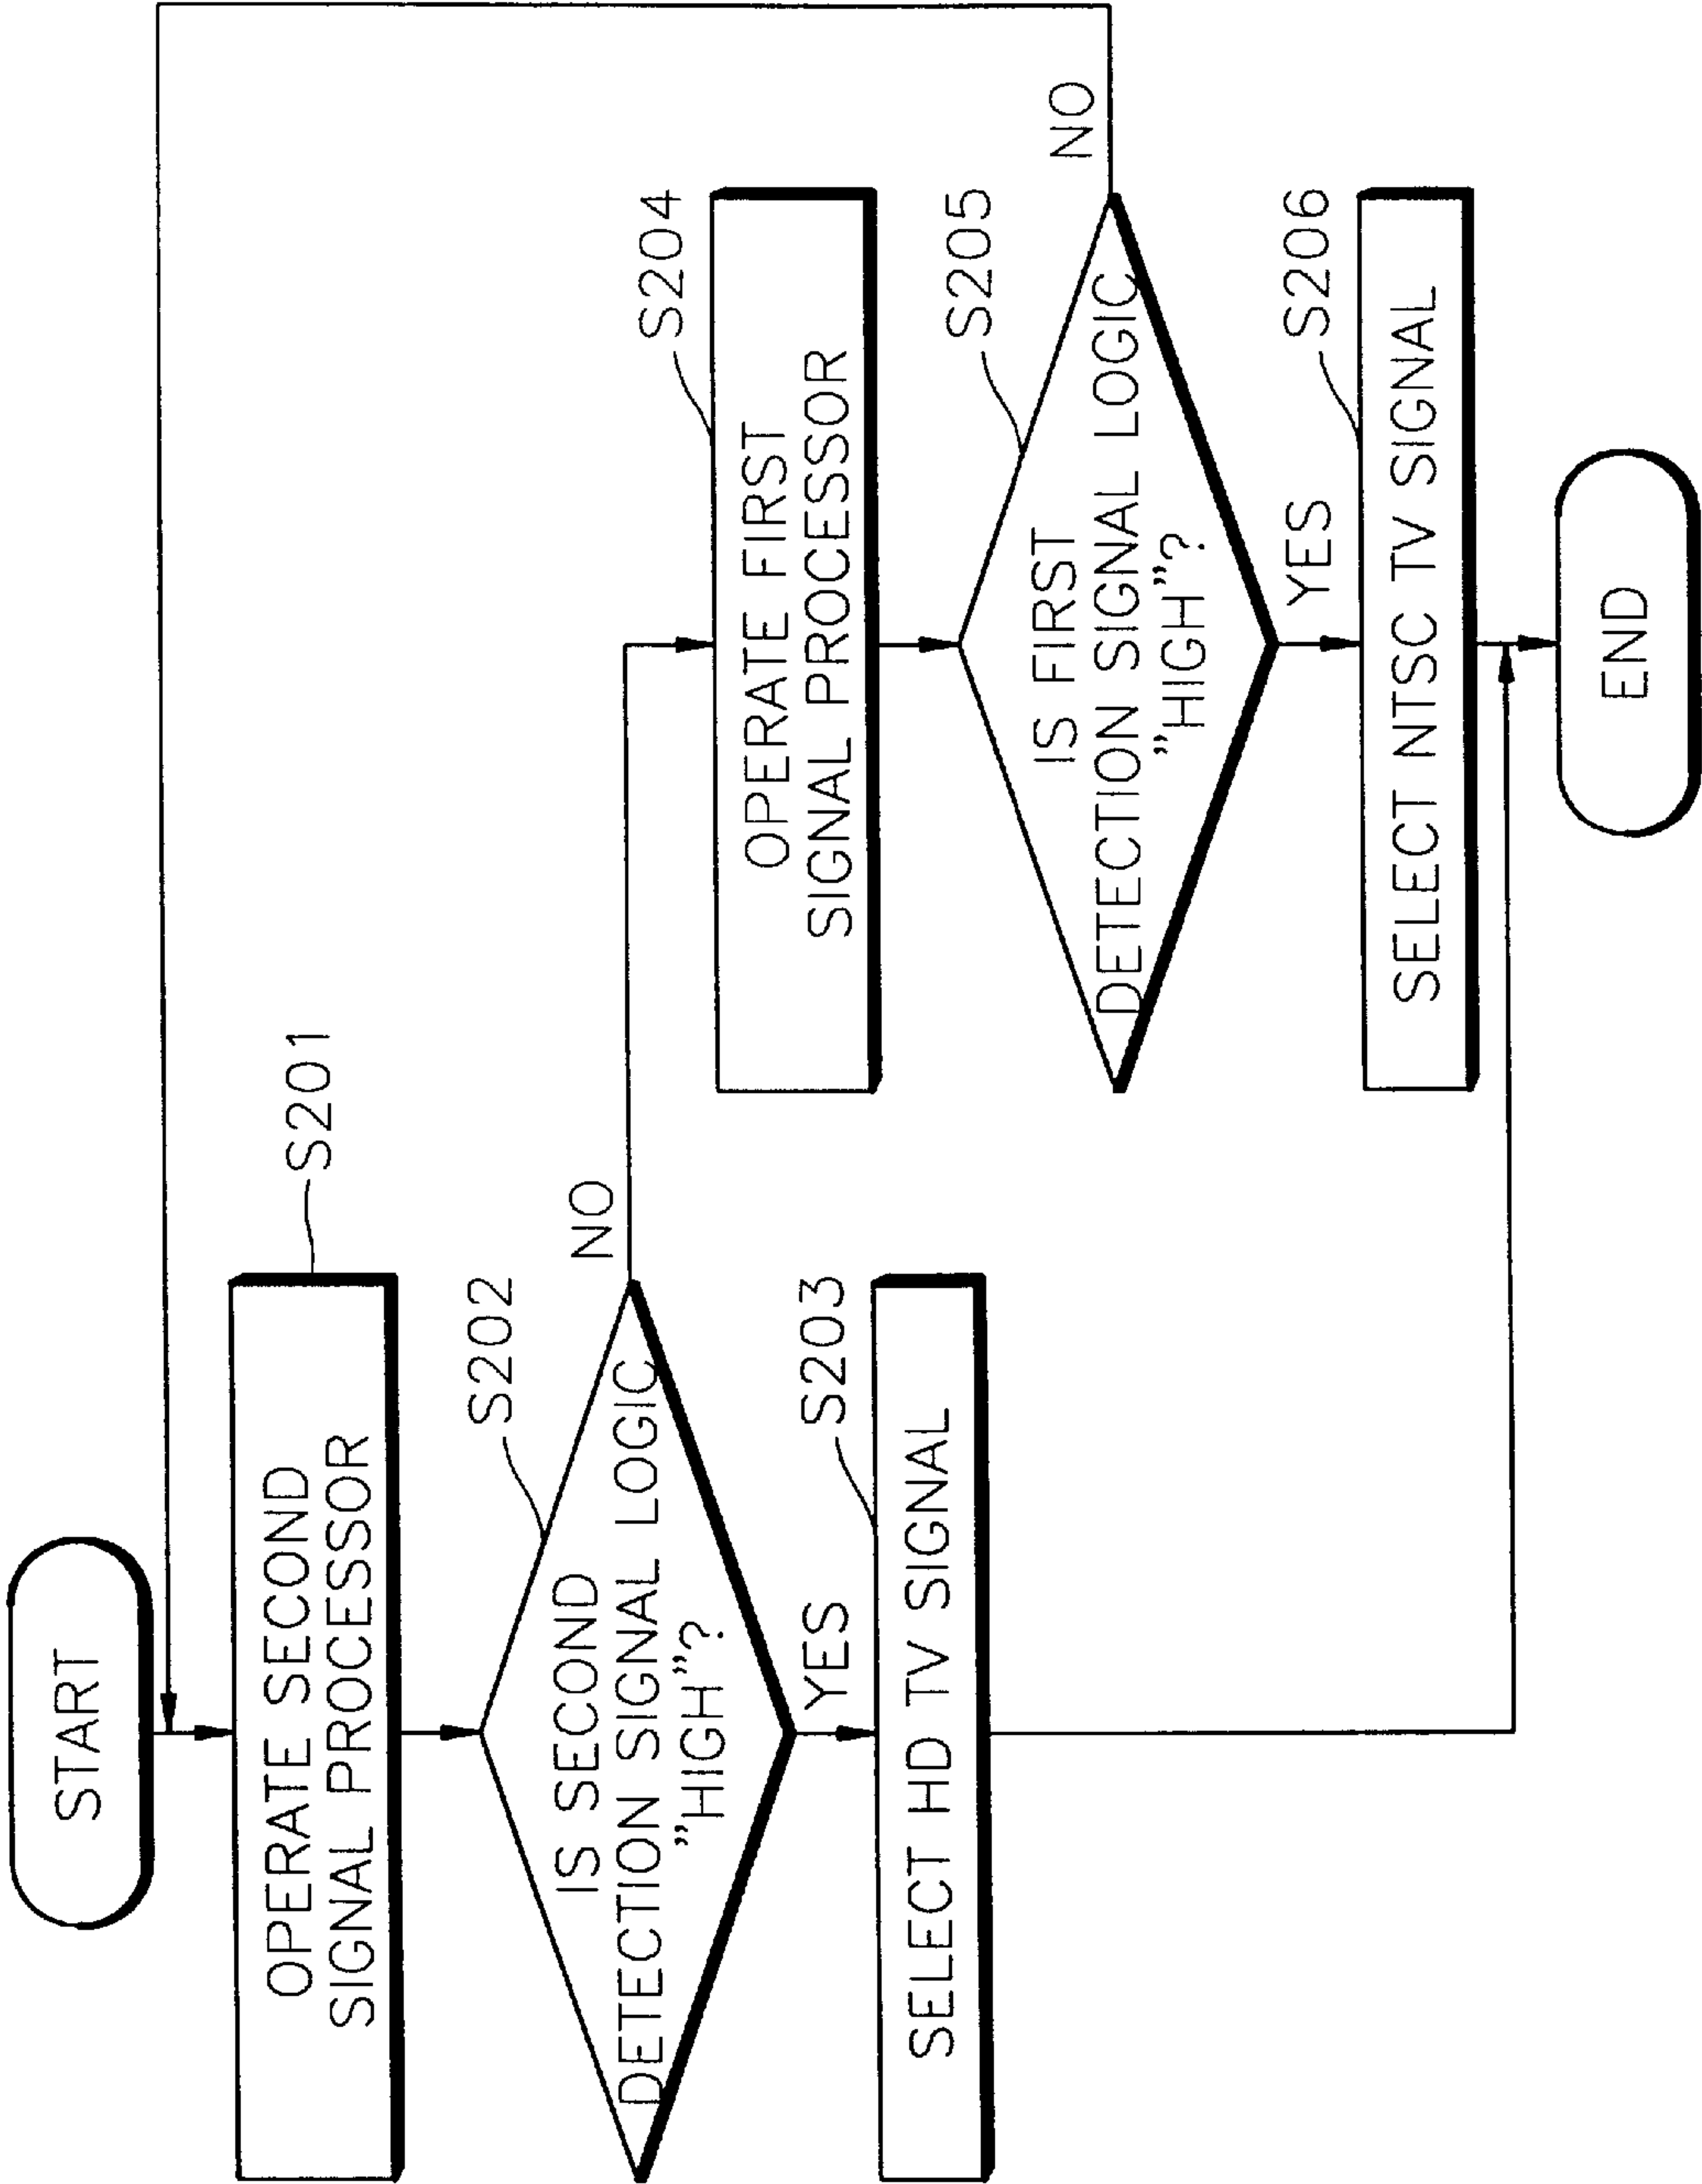 START
OPERATE SECOND
SIGNAL PROCESSOR
S201
IS SECOND
DETECTION SIGNAL LOGIC
"HIGH"?
S202
NO
YES
SELECT HD TV SIGNAL
S203
OPERATE FIRST
SIGNAL PROCESSOR
S204
IS FIRST
DETECTION SIGNAL LOGIC
"HIGH"?
S205
NO
YES
SELECT NTSC TV SIGNAL
S206
END